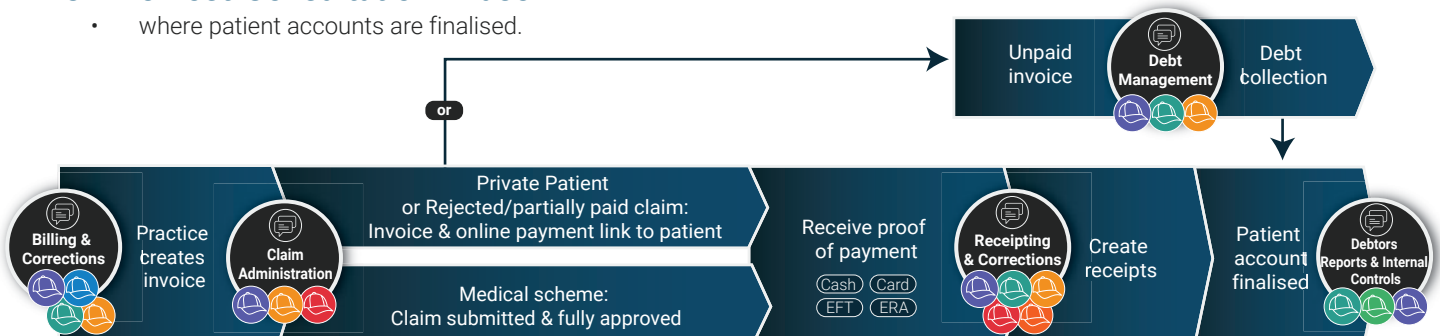 • where patient accounts are finalised.
Unpaid
invoice
Debt
Management
Debt
collection
or
Billing &
Corrections
Practice
creates
invoice
Claim
Administration
Private Patient
or Rejected/partially paid claim:
Invoice & online payment link to patient
Medical scheme:
Claim submitted & fully approved
Receive proof
of payment
Cash Card
EFT ERA
Receipting
& Corrections
Create
receipts
Patient
account
finalised
Debtors
Reports & Internal
Controls